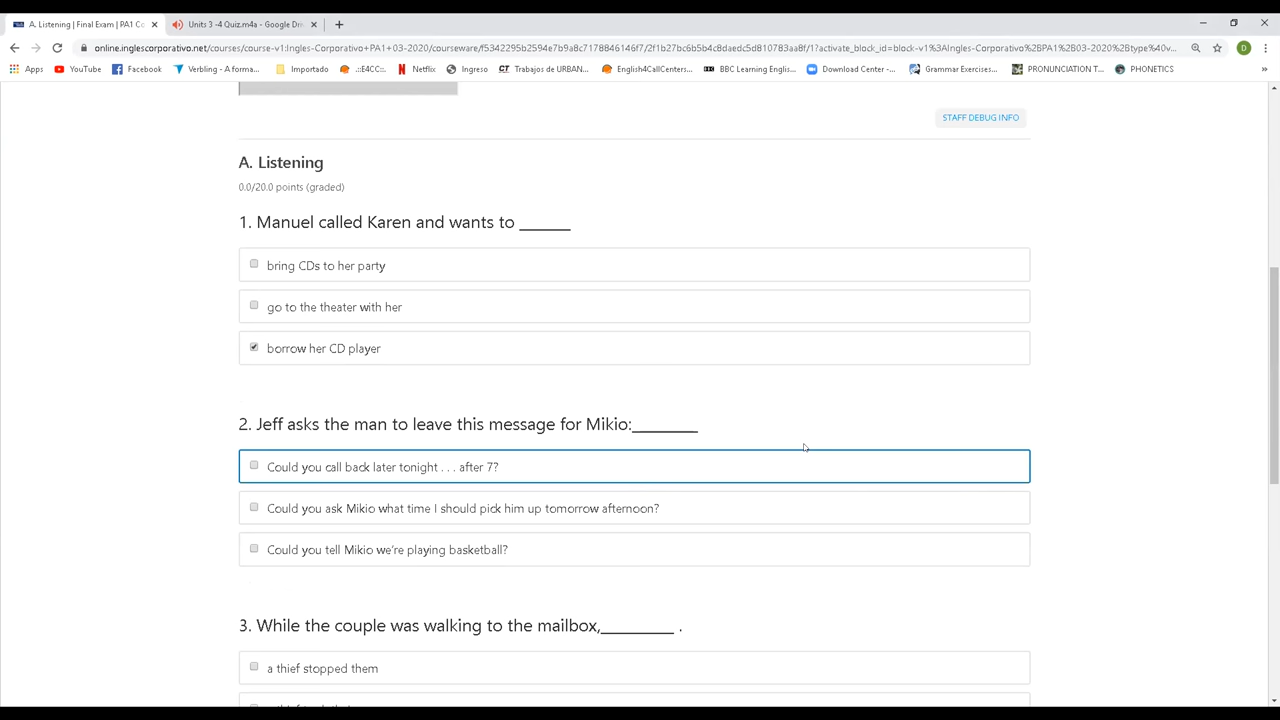 A. Listening | Final Exam | PA1 Co
Units 3 -4 Quiz.m4a - Google Dri
online.inglescorporativo.net/courses/course-v1:Ingles-Corporativo+PA1+03-2020/courseware/f5342295b2594e7b9a8c7178846146f7/2f1b27bc6b5b4c8daedc5d810783aa8f/1?activate_block_id=block-v1%3AIngles-Corporativo%2BPA1%2B03-2020%2Btype%40v...
Apps YouTube Facebook Verbling - A forma... Importado .::E4CC::. Netflix Ingreso Trabajos de URBAN... English4CallCenters... BBC Learning Englis... Download Center -... Grammar Exercises... PRONUNCIATION T... PHONETICS »
STAFF DEBUG INFO
A. Listening
0.0/20.0 points (graded)
1. Manuel called Karen and wants to ______
bring CDs to her party
go to the theater with her
borrow her CD player
2. Jeff asks the man to leave this message for Mikio:________
Could you call back later tonight . . . after 7?
Could you ask Mikio what time I should pick him up tomorrow afternoon?
Could you tell Mikio we're playing basketball?
3. While the couple was walking to the mailbox,_________ .
a thief stopped them